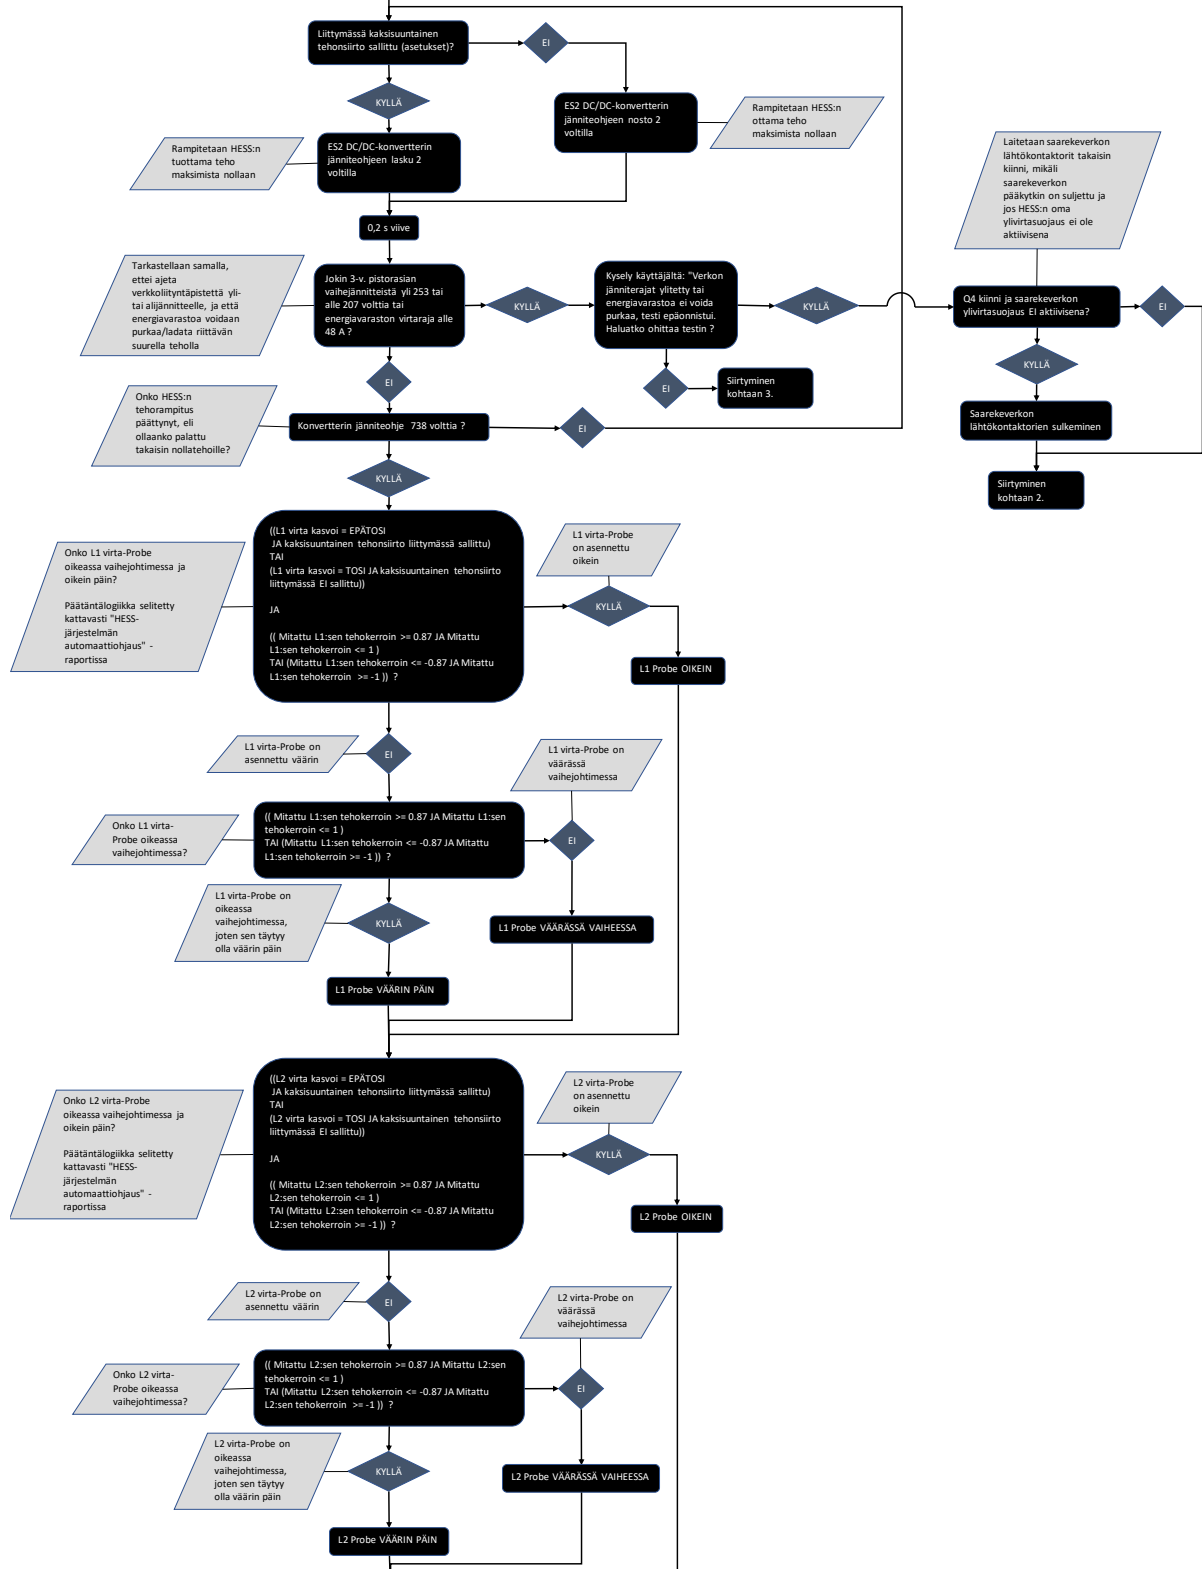 Liittymässä kaksisuuntainen
tehonsiirto sallittu (asetukset)?
EI
KYLLÄ
ES2 DC/DC-konvertterin
jänniteohjeen nosto 2
voltilla
Rampitetaan HESS:n
ottama teho
maksimista nollaan
Rampitetaan HESS:n
tuottama teho
maksimista nollaan
ES2 DC/DC-konvertterin
jänniteohjeen lasku 2
voltilla
Laitetaan saarekeverkon
lähtökontaktorit takaisin
kiinni, mikäli
saarekeverkon
pääkytkin on suljettu ja
jos HESS:n oma
ylivirtasuojaus ei ole
aktiivisena
0,2 s viive
Tarkastellaan samalla,
ettei ajeta
verkkoliityntäpistettä yli-
tai alijännitteelle, ja että
energiavarastoa voidaan
purkaa/ladata riittävän
suurella teholla
Jokin 3-v. pistorasian
vaihejännitteistä yli 253 tai
alle 207 volttia tai
energiavaraston virtaraja alle
48 A ?
KYLLÄ
Kysely käyttäjältä: "Verkon
jänniterajat ylitetty tai
energiavarastoa ei voida
purkaa, testi epäonnistui.
Haluatko ohittaa testin ?
KYLLÄ
Q4 kiinni ja saarekeverkon
ylivirtasuojaus EI aktiivisena?
EI
EI
EI
Siirtyminen
kohtaan 3.
KYLLÄ
Onko HESS:n
tehorampitus
päättynyt, eli
ollaanko palattu
takaisin nollatehoille?
Konvertterin jänniteohje 738 volttia ?
EI
Saarekeverkon
lähtökontaktorien sulkeminen
KYLLÄ
Siirtyminen
kohtaan 2.
Onko L1 virta-Probe
oikeassa vaihejohtimessa ja
oikein päin?
Päätäntälogiikka selitetty
kattavasti "HESS-
järjestelmän
automaattiohjaus" -
raportissa
((L1 virta kasvoi = EPÄTOSI
JA kaksisuuntainen tehonsiirto liittymässä sallittu)
TAI
(L1 virta kasvoi = TOSI JA kaksisuuntainen tehonsiirto
liittymässä EI sallittu))
JA
(( Mitattu L1:sen tehokerroin >= 0.87 JA Mitattu
L1:sen tehokerroin <= 1 )
TAI (Mitattu L1:sen tehokerroin <= -0.87 JA Mitattu
L1:sen tehokerroin >= -1 )) ?
L1 virta-Probe
on asennettu
oikein
KYLLÄ
L1 Probe OIKEIN
L1 virta-Probe on
asennettu väärin
EI
L1 virta-Probe on
väärässä
vaihejohtimessa
Onko L1 virta-
Probe oikeassa
vaihejohtimessa?
(( Mitattu L1:sen tehokerroin >= 0.87 JA Mitattu L1:sen
tehokerroin <= 1 )
TAI (Mitattu L1:sen tehokerroin <= -0.87 JA Mitattu
L1:sen tehokerroin >= -1 )) ?
EI
L1 virta-Probe on
oikeassa
vaihejohtimessa,
joten sen täytyy
olla väärin päin
KYLLÄ
L1 Probe VÄÄRÄSSÄ VAIHEESSA
L1 Probe VÄÄRIN PÄIN
Onko L2 virta-Probe
oikeassa vaihejohtimessa ja
oikein päin?
Päätäntälogiikka selitetty
kattavasti "HESS-
järjestelmän
automaattiohjaus" -
raportissa
((L2 virta kasvoi = EPÄTOSI
JA kaksisuuntainen tehonsiirto liittymässä sallittu)
TAI
(L2 virta kasvoi = TOSI JA kaksisuuntainen tehonsiirto
liittymässä EI sallittu))
JA
(( Mitattu L2:sen tehokerroin >= 0.87 JA Mitattu
L2:sen tehokerroin <= 1 )
TAI (Mitattu L2:sen tehokerroin <= -0.87 JA Mitattu
L2:sen tehokerroin >= -1 )) ?
L2 virta-Probe
on asennettu
oikein
KYLLÄ
L2 Probe OIKEIN
L2 virta-Probe on
asennettu väärin
EI
L2 virta-Probe on
väärässä
vaihejohtimessa
Onko L2 virta-
Probe oikeassa
vaihejohtimessa?
(( Mitattu L2:sen tehokerroin >= 0.87 JA Mitattu L2:sen
tehokerroin <= 1 )
TAI (Mitattu L2:sen tehokerroin <= -0.87 JA Mitattu
L2:sen tehokerroin >= -1 )) ?
EI
L2 virta-Probe on
oikeassa
vaihejohtimessa,
joten sen täytyy
olla väärin päin
KYLLÄ
L2 Probe VÄÄRÄSSÄ VAIHEESSA
L2 Probe VÄÄRIN PÄIN